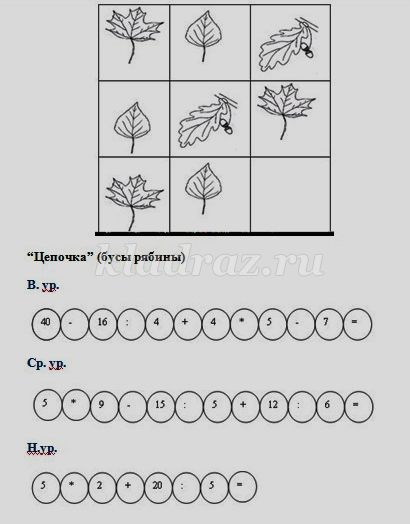 “Цепочка” (бусы рябины)
kladraz.ru
В. ур.
40 - 16 : 4 + 4 * 5 - 7 =
Ср. ур.
5 * 9 - 15 : 5 + 12 : 6 =
Н.ур.
5 * 2 + 20 : 5 =